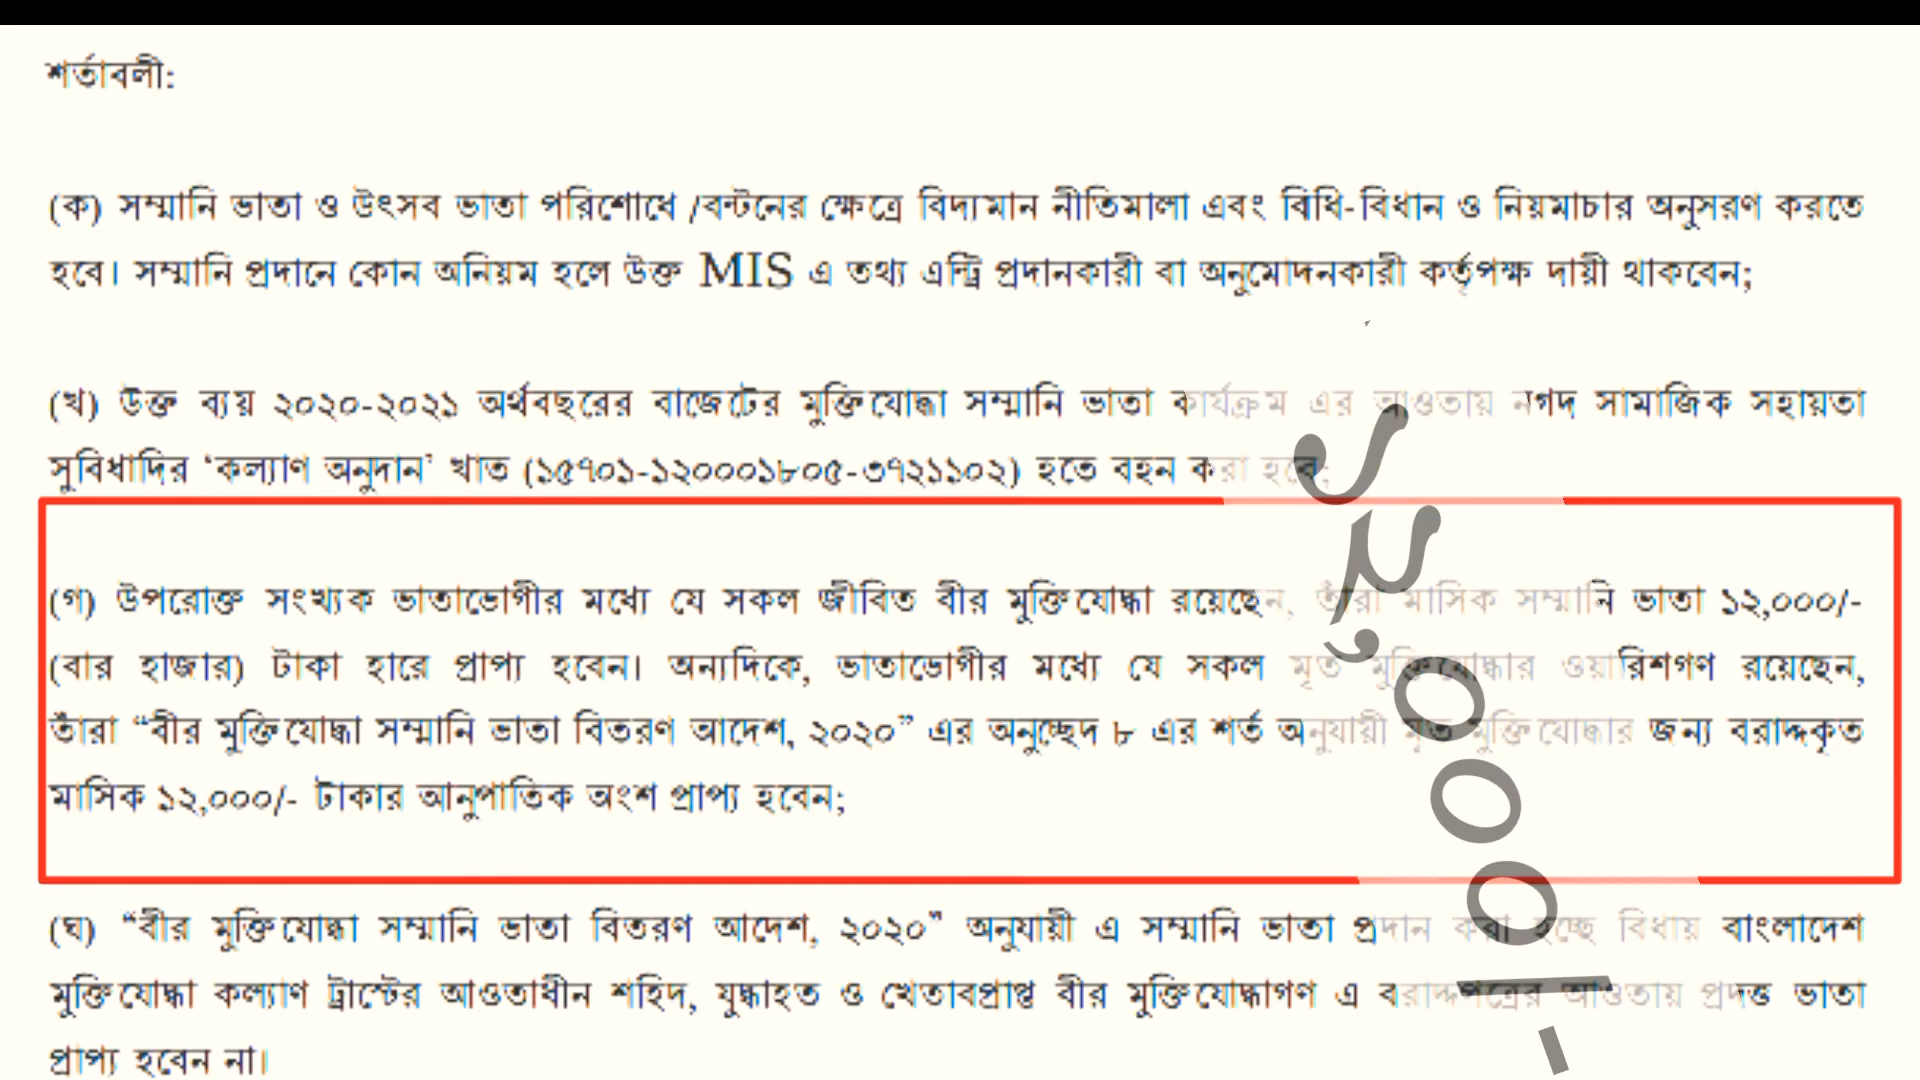 শর্তাবলী:
(ক) সম্মানি ভাতা ও উৎসব ভাতা পরিশোধে /বন্টনের ক্ষেত্রে বিদ্যমান নীতিমালা এবং বিধি-বিধান ও নিয়মাচার অনুসরণ করতে
হবে। সম্মানি প্রদানে কোন অনিয়ম হলে উক্ত MIS এ তথ্য এন্ট্রি প্রদানকারী বা অনুমোদনকারী কর্তৃপক্ষ দায়ী থাকবেন;
(খ) উক্ত ব্যয় ২০২০-২০২১ অর্থবছরের বাজেটের মুক্তিযোদ্ধা সম্মানি ভাতা কার্যক্রম এর আওতায় নগদ সামাজিক সহায়তা
সুবিধাদির ‘কল্যাণ অনুদান’ খাত (১৫৭০১-১২০০০১৮০৫-৩৭২১১০২) হতে বহন করা হবে;
(গ) উপরোক্ত সংখ্যক ভাতাভোগীর মধ্যে যে সকল জীবিত বীর মুক্তিযোদ্ধা রয়েছেন, তাঁরা মাসিক সম্মানি ভাতা ১২,০০০/-
(বার হাজার) টাকা হারে প্রাপ্য হবেন। অন্যদিকে, ভাতাভোগীর মধ্যে যে সকল মৃত মুক্তিযোদ্ধার ওয়ারিশগণ রয়েছেন,
তাঁরা “বীর মুক্তিযোদ্ধা সম্মানি ভাতা বিতরণ আদেশ, ২০২০” এর অনুচ্ছেদ ৮ এর শর্ত অনুযায়ী মৃত মুক্তিযোদ্ধার জন্য বরাদ্দকৃত
মাসিক ১২,০০০/- টাকার আনুপাতিক অংশ প্রাপ্য হবেন;
(ঘ) “বীর মুক্তিযোদ্ধা সম্মানি ভাতা বিতরণ আদেশ, ২০২০” অনুযায়ী এ সম্মানি ভাতা প্রদান করা হচ্ছে বিধায় বাংলাদেশ
মুক্তিযোদ্ধা কল্যাণ ট্রাস্টের আওতাধীন শহিদ, যুদ্ধাহত ও খেতাবপ্রাপ্ত বীর মুক্তিযোদ্ধাগণ এ বরাদ্দপত্রের আওতায় প্রদত্ত ভাতা
প্রাপ্য হবেন না।
১২,০০০/-